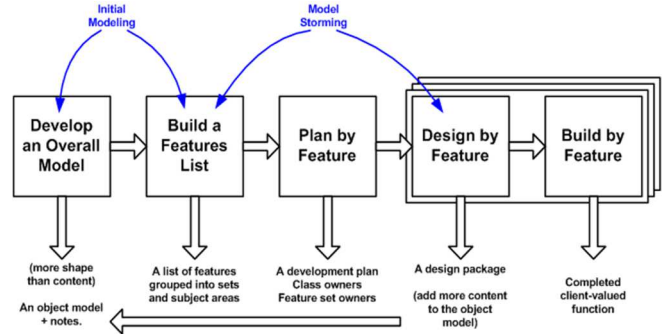 Initial
Modeling
Model
Storming
Develop
an Overall
Model
Build a
Features
List
Plan by
Feature
Design by
Feature
Build by
Feature
(more shape
than content)
An object model
+ notes.
A list of features
grouped into sets
and subject areas
A development plan
Class owners
Feature set owners
A design package
(add more content
to the object
model)
Completed
client-valued
function